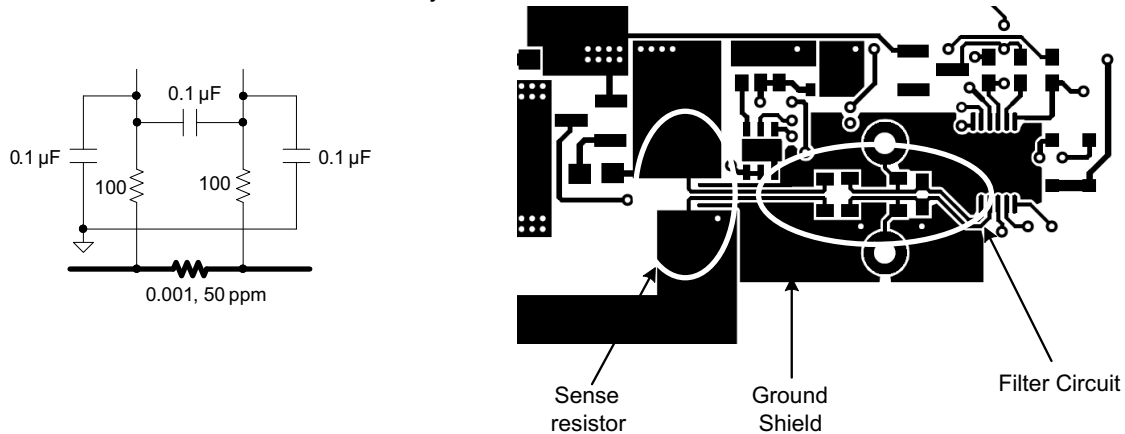 0.1 µF
0.1 µF
0.1 µF
100
100
0.001, 50 ppm
Sense
resistor
Ground
Shield
Filter Circuit